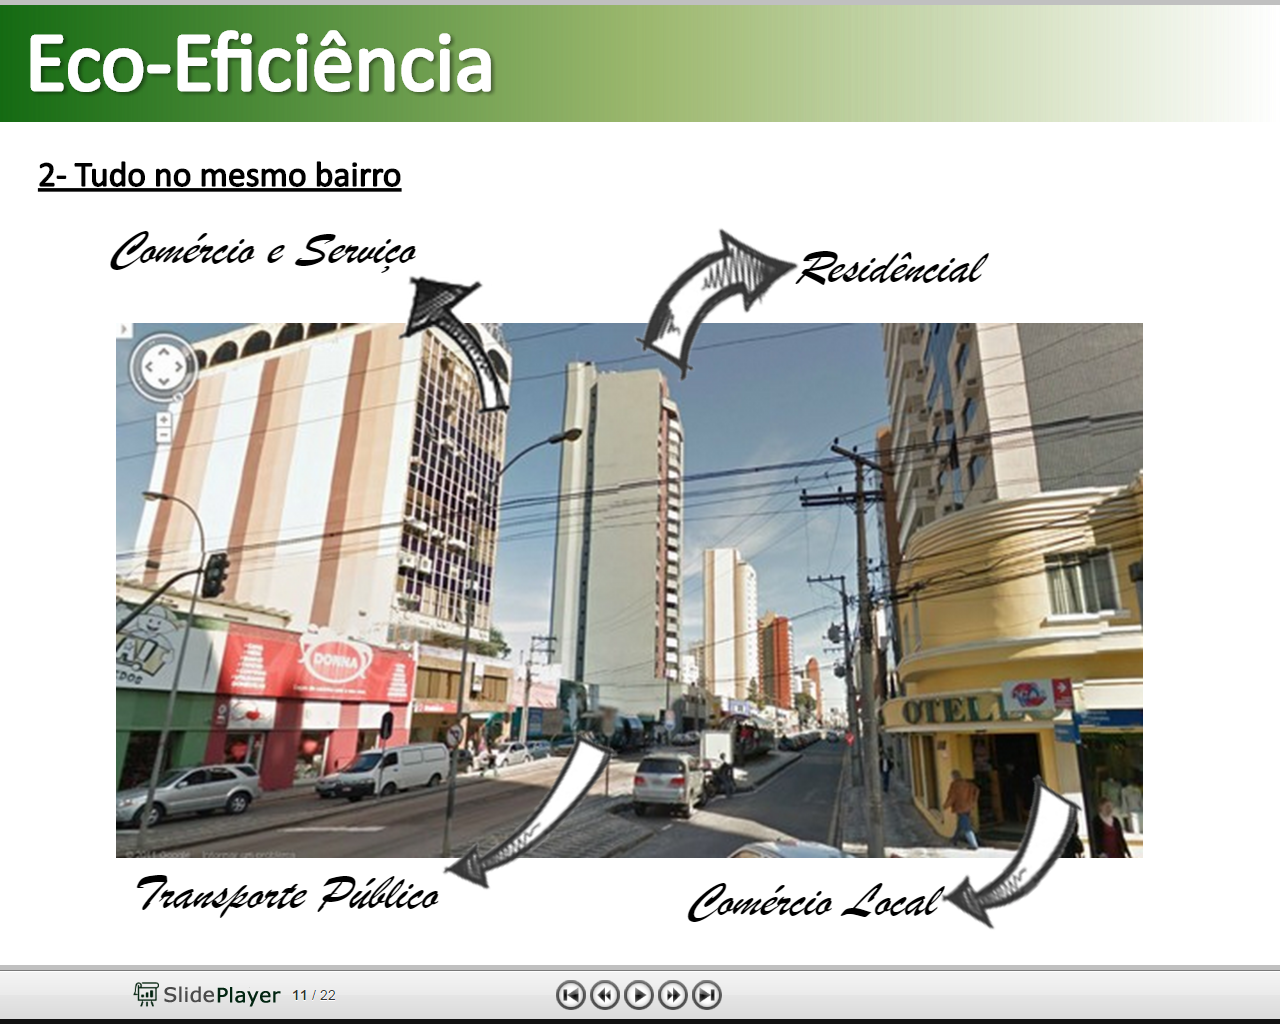 Eco-Eficiência
2- Tudo no mesmo bairro
Comércio e Serviço
Residêncial
DONNA
OTEL
Transporte Público
Comércio Local
SlidePlayer 11 / 22